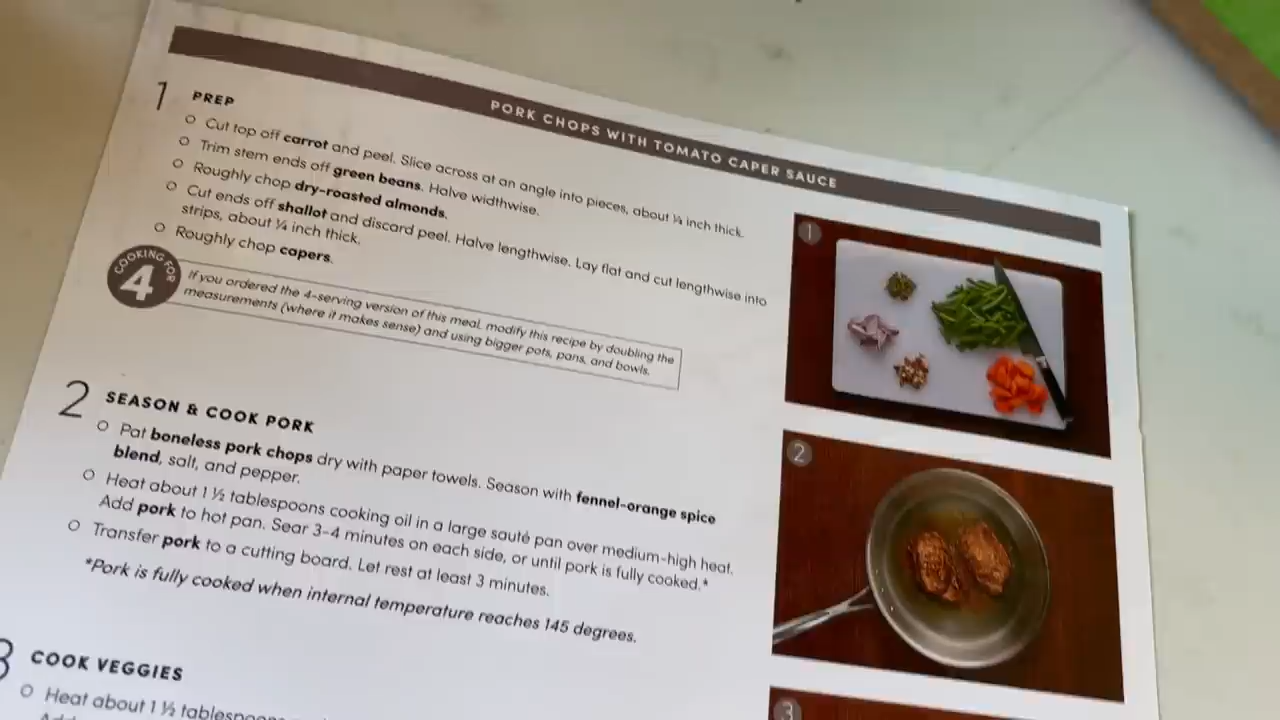 PORK CHOPS WITH TOMATO CAPER SAUCE
1 PREP
Cut top off carrot and peel. Slice across at an angle into pieces, about ¼ inch thick.
Trim stem ends off green beans. Halve widthwise.
Roughly chop dry-roasted almonds.
Cut ends off shallot and discard peel. Halve lengthwise. Lay flat and cut lengthwise into
strips, about ¼ inch thick.
Roughly chop capers.
COOKING FOR
4
If you ordered the 4-serving version of this meal, modify this recipe by doubling the
measurements (where it makes sense) and using bigger pots, pans, and bowls.
1
2 SEASON & COOK PORK
Pat boneless pork chops dry with paper towels. Season with fennel-orange spice
blend, salt, and pepper.
Heat about 1 ½ tablespoons cooking oil in a large sauté pan over medium-high heat.
Add pork to hot pan. Sear 3-4 minutes on each side, or until pork is fully cooked.*
Transfer pork to a cutting board. Let rest at least 3 minutes.
*Pork is fully cooked when internal temperature reaches 145 degrees.
2
3 COOK VEGGIES
Heat about 1 ½
3